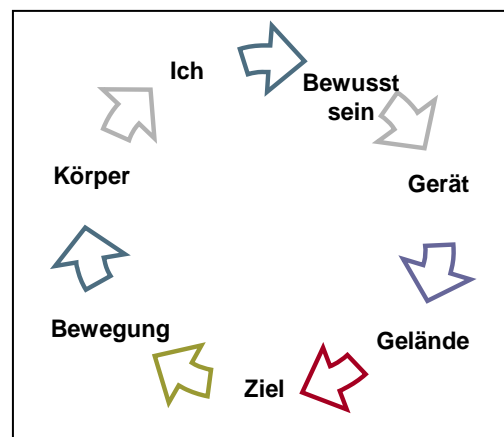 Ich
Bewusst
sein
Gerät
Gelände
Ziel
Bewegung
Körper